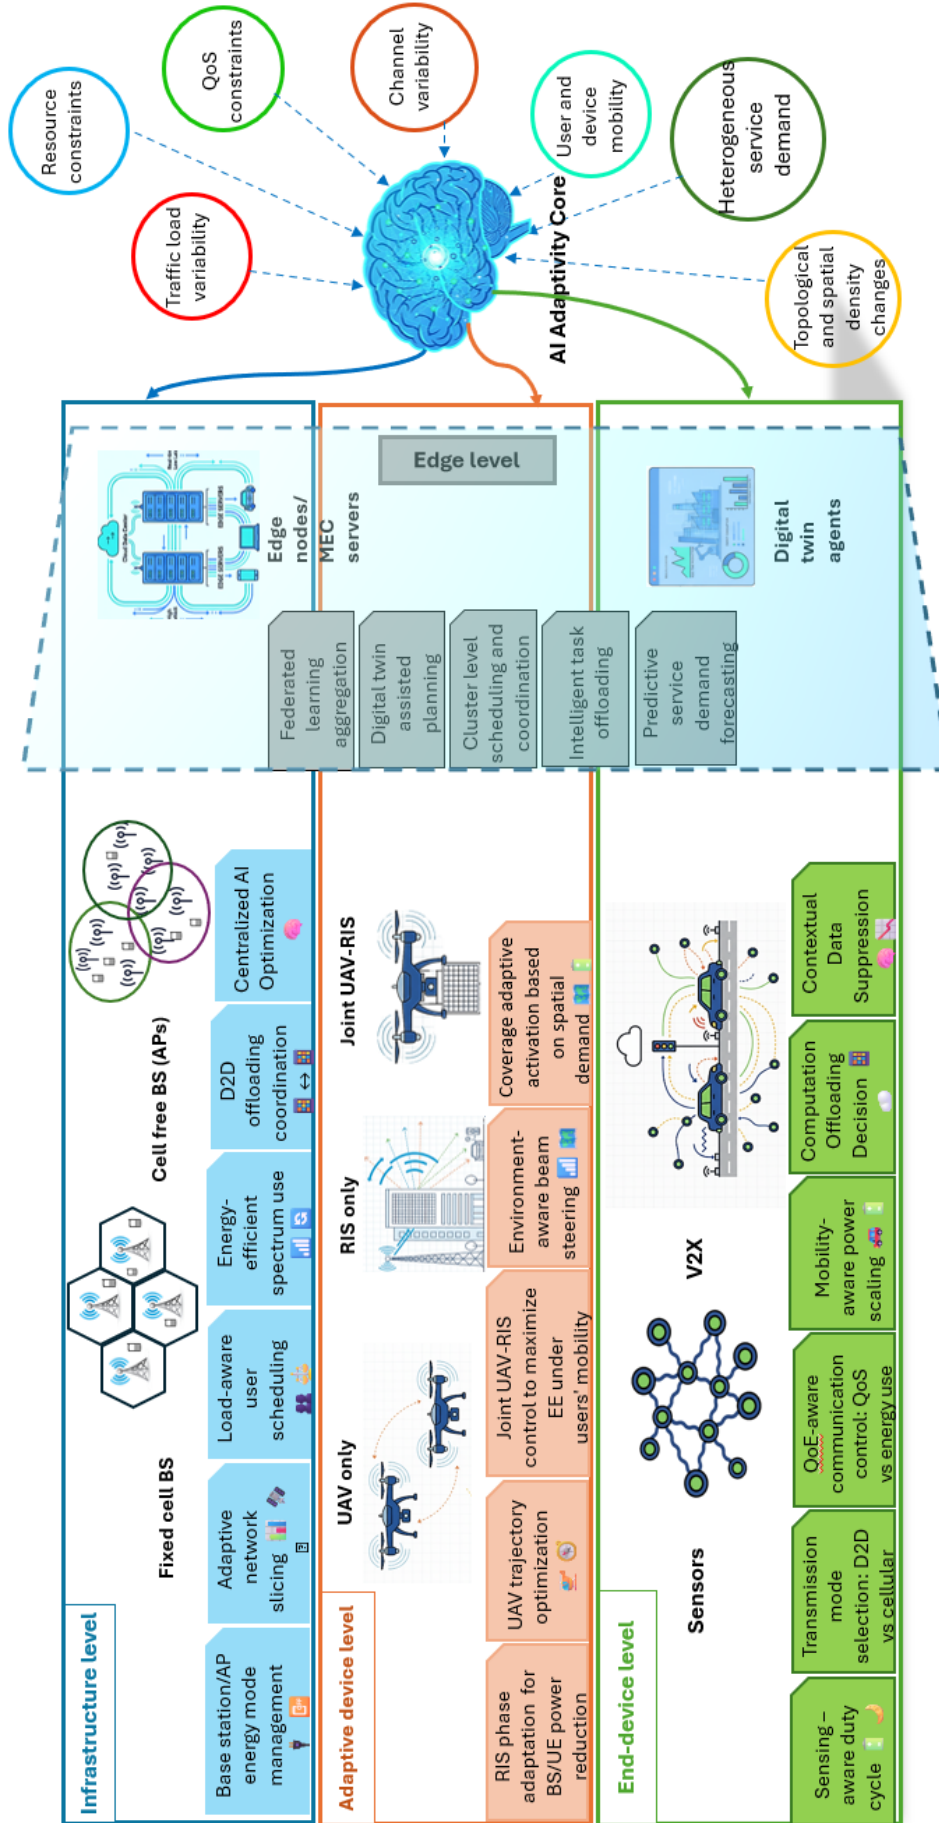 Resource
constraints
QoS
constraints
Channel
variability
Traffic load
variability
User and
device
mobility
Heterogeneous
service
demand
Topological
and spatial
density
changes
AI Adaptivity Core
Infrastructure level
Fixed cell BS
Cell free BS (APs)
Base station/AP
energy mode
management
Adaptive
network
slicing
Load-aware
user
scheduling
Energy-
efficient
spectrum use
D2D
offloading
coordination
Centralized AI
Optimization
Adaptive device level
UAV only
RIS only
Joint UAV-RIS
RIS phase
adaptation for
BS/UE power
reduction
UAV trajectory
optimization
Joint UAV-RIS
control to maximize
EE under
users' mobility
Environment-
aware beam
steering
Coverage adaptive
activation based
on spatial
demand
End-device level
Sensors
V2X
Sensing –
aware duty
cycle
Transmission
mode
selection: D2D
vs cellular
QoE-aware
communication
control: QoS
vs energy use
Mobility-
aware power
scaling
Computation
Offloading
Decision
Contextual
Data
Suppression
Edge level
Cloud Data Center
EDGE SERVERS
EDGE SERVERS
Edge
nodes/
MEC
servers
Digital
twin
agents
Federated
learning
aggregation
Digital twin
assisted
planning
Cluster level
scheduling and
coordination
Intelligent task
offloading
Predictive
service
demand
forecasting